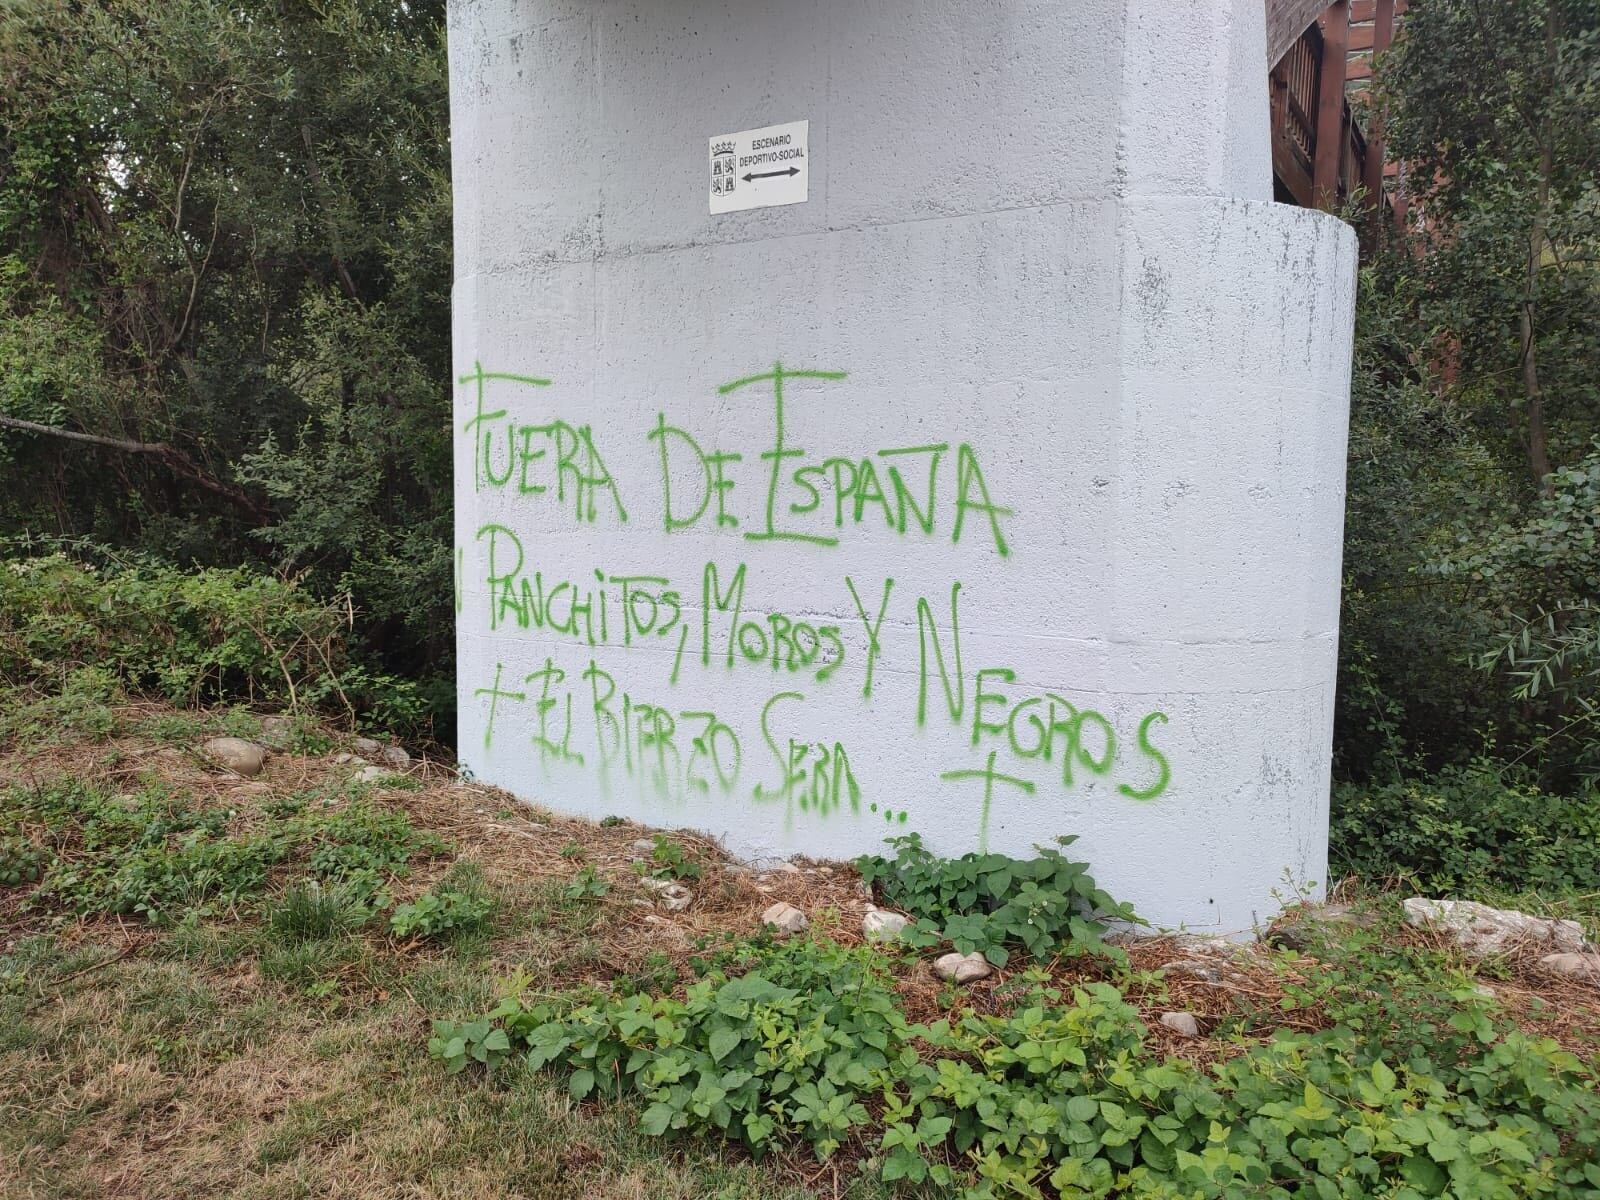 ESCENARIO
DEPORTIVO-SOCIAL
FUERA DE ESPAÑA
PANCHiTOS, MOROS Y NEGROS
+ EL BIERZO SERA... +